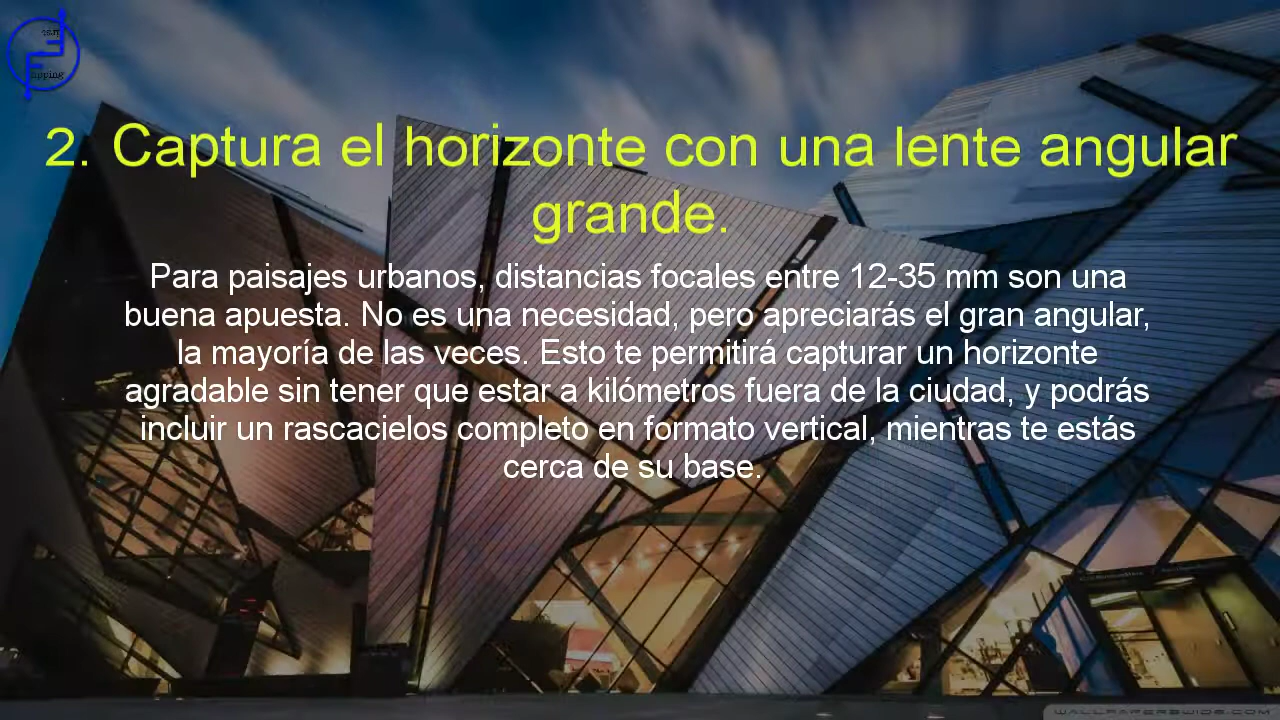 2. Captura el horizonte con una lente angular
grande.
Para paisajes urbanos, distancias focales entre 12-35 mm son una
buena apuesta. No es una necesidad, pero apreciarás el gran angular,
la mayoría de las veces. Esto te permitirá capturar un horizonte
agradable sin tener que estar a kilómetros fuera de la ciudad, y podrás
incluir un rascacielos completo en formato vertical, mientras te estás
cerca de su base.
WALLPAPERSWIDE.COM